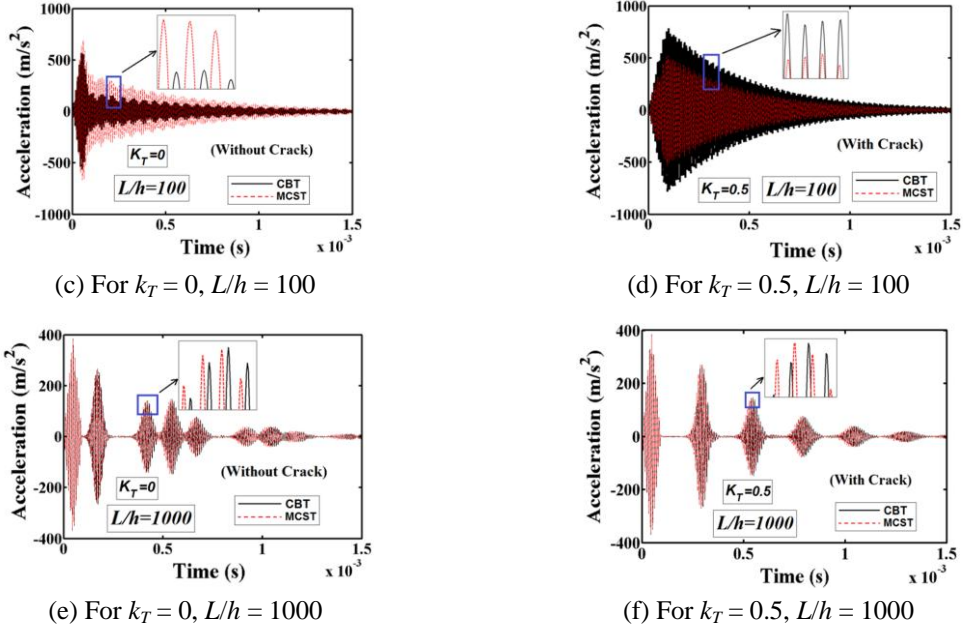 1000
500
0
-500
-1000
Acceleration (m/s²)
K_T=0
(Without Crack)
L/h=100
CBT
MCST
0 0.5 1 1.5
x 10⁻³
Time (s)
(c) For k_T = 0, L/h = 100
1000
500
0
-500
-1000
Acceleration (m/s²)
(With Crack)
K_T=0.5 L/h=100
CBT
MCST
0 0.5 1 1.5
x 10⁻³
Time (s)
(d) For k_T = 0.5, L/h = 100
400
200
0
-200
-400
Acceleration (m/s²)
(Without Crack)
K_T=0
L/h=1000
CBT
MCST
0 0.5 1 1.5
x 10⁻³
Time (s)
(e) For k_T = 0, L/h = 1000
400
200
0
-200
-400
Acceleration (m/s²)
(With Crack)
K_T=0.5
L/h=1000
CBT
MCST
0 0.5 1 1.5
x 10⁻³
Time (s)
(f) For k_T = 0.5, L/h = 1000